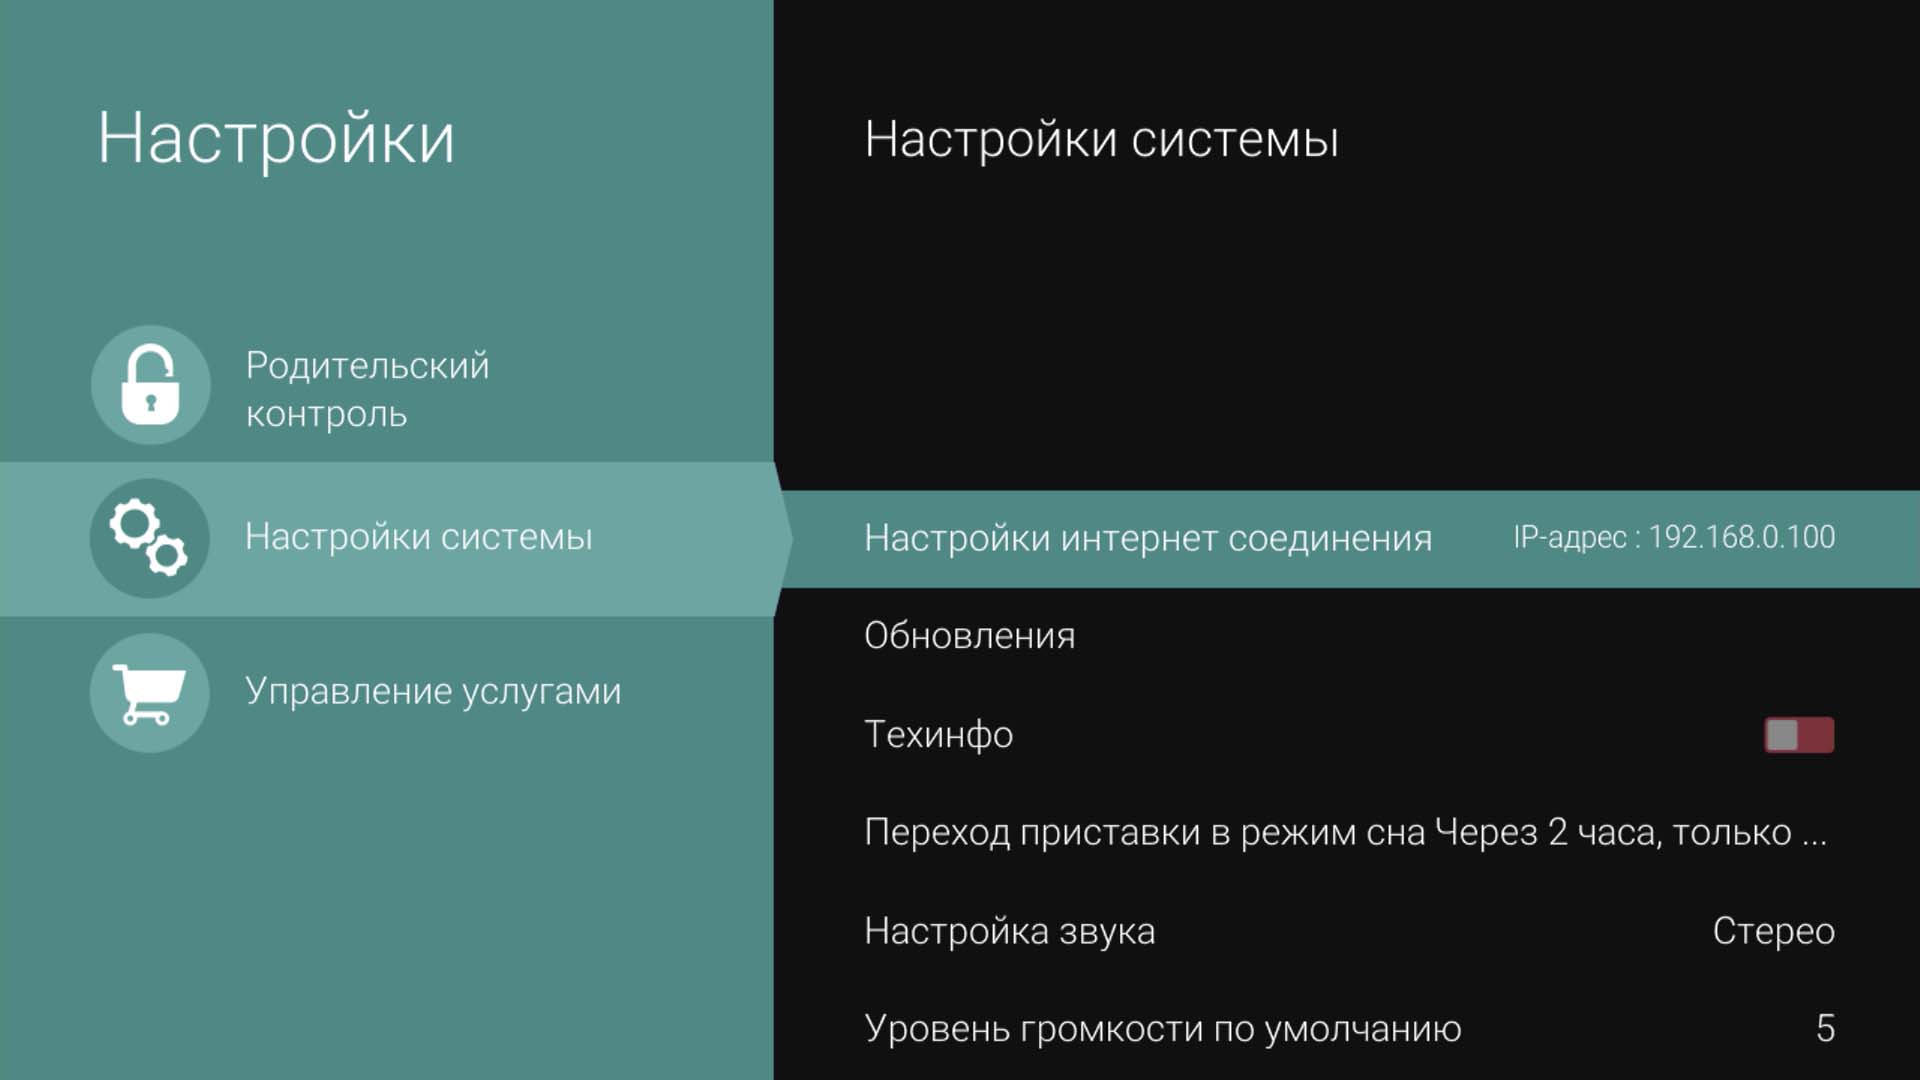 Настройки
Родительский
контроль
Настройки системы
Управление услугами
Настройки системы
Настройки интернет соединения IP-адрес : 192.168.0.100
Обновления
Техинфо
Переход приставки в режим сна Через 2 часа, только ...
Настройка звука Стерео
Уровень громкости по умолчанию 5